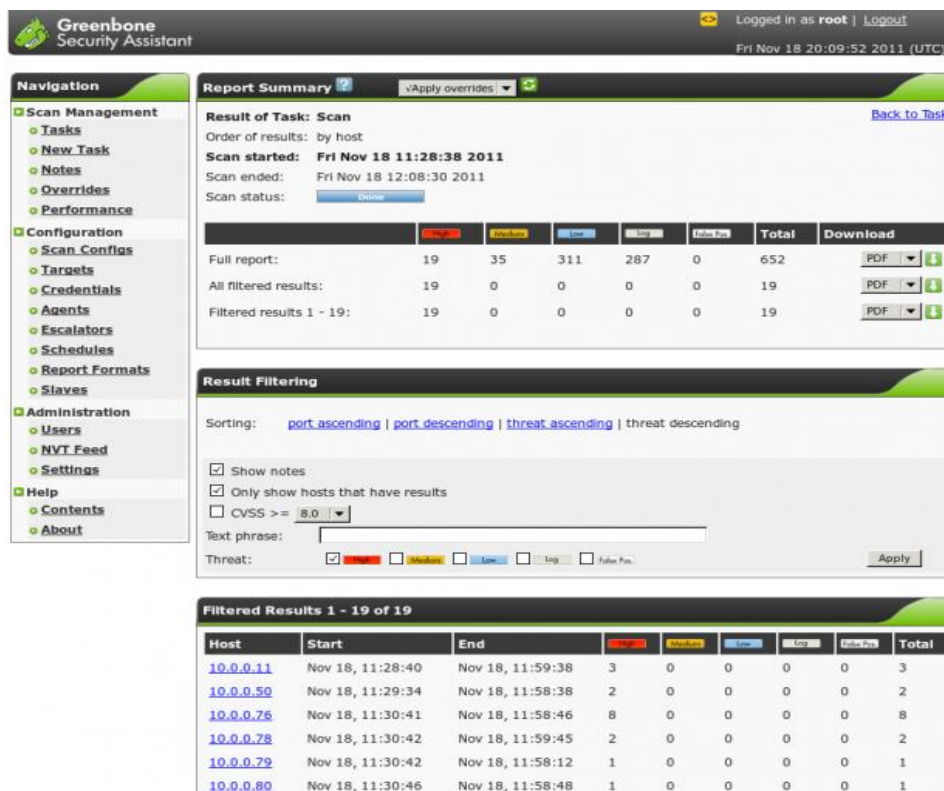 Greenbone
Security Assistant
Logged in as root | Logout
Fri Nov 18 20:09:52 2011 (UTC)
Navigation
Scan Management
Tasks
New Task
Notes
Overrides
Performance
Configuration
Scan Configs
Targets
Credentials
Agents
Escalators
Schedules
Report Formats
Slaves
Administration
Users
NVT Feed
Settings
Help
Contents
About
Report Summary ? √Apply overrides
Result of Task: Scan Back to Task
Order of results: by host
Scan started: Fri Nov 18 11:28:38 2011
Scan ended: Fri Nov 18 12:08:30 2011
Scan status: Done
High Medium Low Log False Pos. Total Download
Full report: 19 35 311 287 0 652 PDF
All filtered results: 19 0 0 0 0 19 PDF
Filtered results 1 - 19: 19 0 0 0 0 19 PDF
Result Filtering
Sorting: port ascending | port descending | threat ascending | threat descending
Show notes
Only show hosts that have results
CVSS >= 8.0
Text phrase:
Threat: High Medium Low Log False Pos. Apply
Filtered Results 1 - 19 of 19
Host Start End High Medium Low Log False Pos. Total
10.0.0.11 Nov 18, 11:28:40 Nov 18, 11:59:38 3 0 0 0 0 3
10.0.0.50 Nov 18, 11:29:34 Nov 18, 11:58:38 2 0 0 0 0 2
10.0.0.76 Nov 18, 11:30:41 Nov 18, 11:58:46 8 0 0 0 0 8
10.0.0.78 Nov 18, 11:30:42 Nov 18, 11:59:45 2 0 0 0 0 2
10.0.0.79 Nov 18, 11:30:42 Nov 18, 11:58:12 1 0 0 0 0 1
10.0.0.80 Nov 18, 11:30:46 Nov 18, 11:58:48 1 0 0 0 0 1